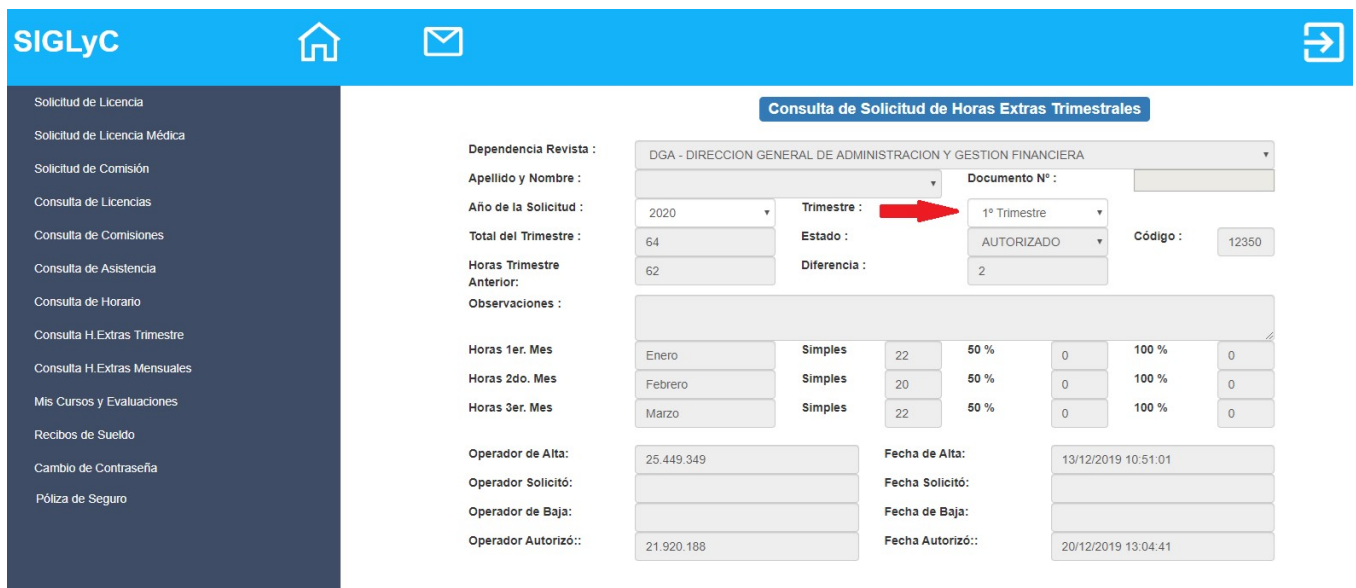 SIGLyC
Solicitud de Licencia
Solicitud de Licencia Médica
Solicitud de Comisión
Consulta de Licencias
Consulta de Comisiones
Consulta de Asistencia
Consulta de Horario
Consulta H.Extras Trimestre
Consulta H.Extras Mensuales
Mis Cursos y Evaluaciones
Recibos de Sueldo
Cambio de Contraseña
Póliza de Seguro
Consulta de Solicitud de Horas Extras Trimestrales
Dependencia Revista : DGA - DIRECCION GENERAL DE ADMINISTRACION Y GESTION FINANCIERA
Apellido y Nombre : Documento Nº :
Año de la Solicitud : 2020 Trimestre : 1º Trimestre
Total del Trimestre : 64 Estado : AUTORIZADO Código : 12350
Horas Trimestre
Anterior: 62 Diferencia : 2
Observaciones :
Horas 1er. Mes Enero Simples 22 50 % 0 100 % 0
Horas 2do. Mes Febrero Simples 20 50 % 0 100 % 0
Horas 3er. Mes Marzo Simples 22 50 % 0 100 % 0
Operador de Alta: 25.449.349 Fecha de Alta: 13/12/2019 10:51:01
Operador Solicitó: Fecha Solicitó:
Operador de Baja: Fecha de Baja:
Operador Autorizó:: 21.920.188 Fecha Autorizó:: 20/12/2019 13:04:41